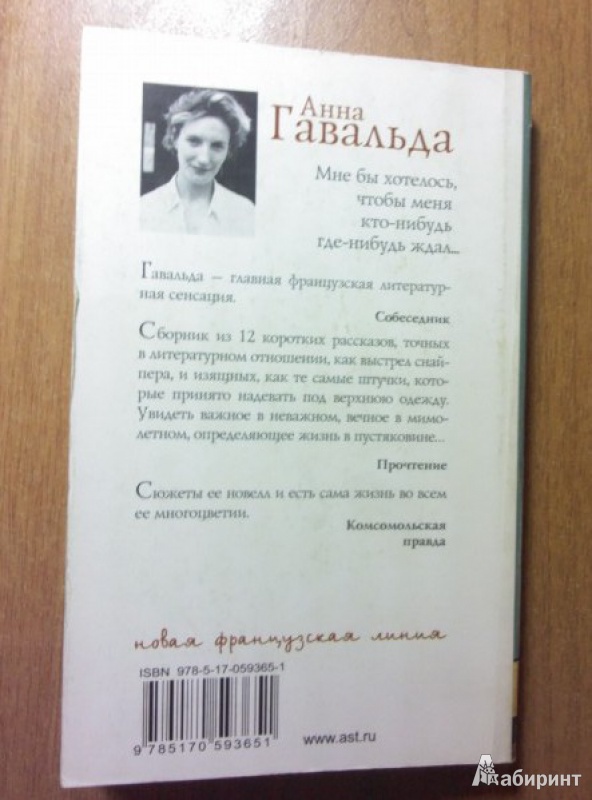 Анна
Гавальда
Мне бы хотелось,
чтобы меня
кто-нибудь
где-нибудь ждал...
Гавальда — главная французская литератур-
ная сенсация.
Собеседник
Сборник из 12 коротких рассказов, точных
в литературном отношении, как выстрел снай-
пера, и изящных, как те самые штучки, кото-
рые принято надевать под верхнюю одежду.
Увидеть важное в неважном, вечное в мимо-
летном, определяющее жизнь в пустяковине...
Прочтение
Сюжеты ее новелл и есть сама жизнь во всем
ее многоцветии.
Комсомольская
правда
новая французская линия
ISBN 978-5-17-059365-1
9 785170 593651
www.ast.ru
Лабиринт